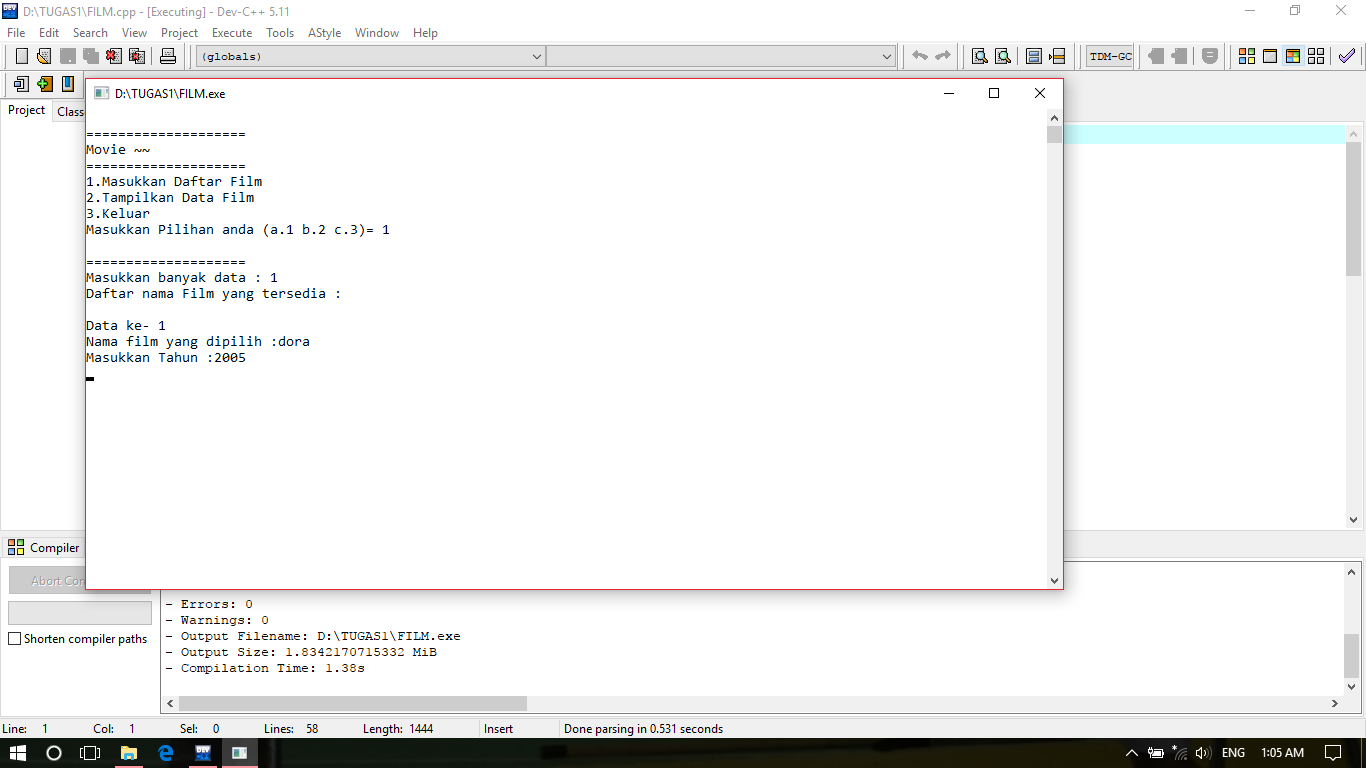 D:\TUGAS1\FILM.cpp - [Executing] - Dev-C++ 5.11
File Edit Search View Project Execute Tools AStyle Window Help
(globals)
TDM-GC
Project Class
D:\TUGAS1\FILM.exe
====================
Movie ~~
====================
1.Masukkan Daftar Film
2.Tampilkan Data Film
3.Keluar
Masukkan Pilihan anda (a.1 b.2 c.3)= 1
====================
Masukkan banyak data : 1
Daftar nama Film yang tersedia :
Data ke- 1
Nama film yang dipilih :dora
Masukkan Tahun :2005
Compiler
Abort Con
Shorten compiler paths
- Errors: 0
- Warnings: 0
- Output Filename: D:\TUGAS1\FILM.exe
- Output Size: 1.8342170715332 MiB
- Compilation Time: 1.38s
Line: 1 Col: 1 Sel: 0 Lines: 58 Length: 1444 Insert Done parsing in 0.531 seconds
DEV
ENG 1:05 AM